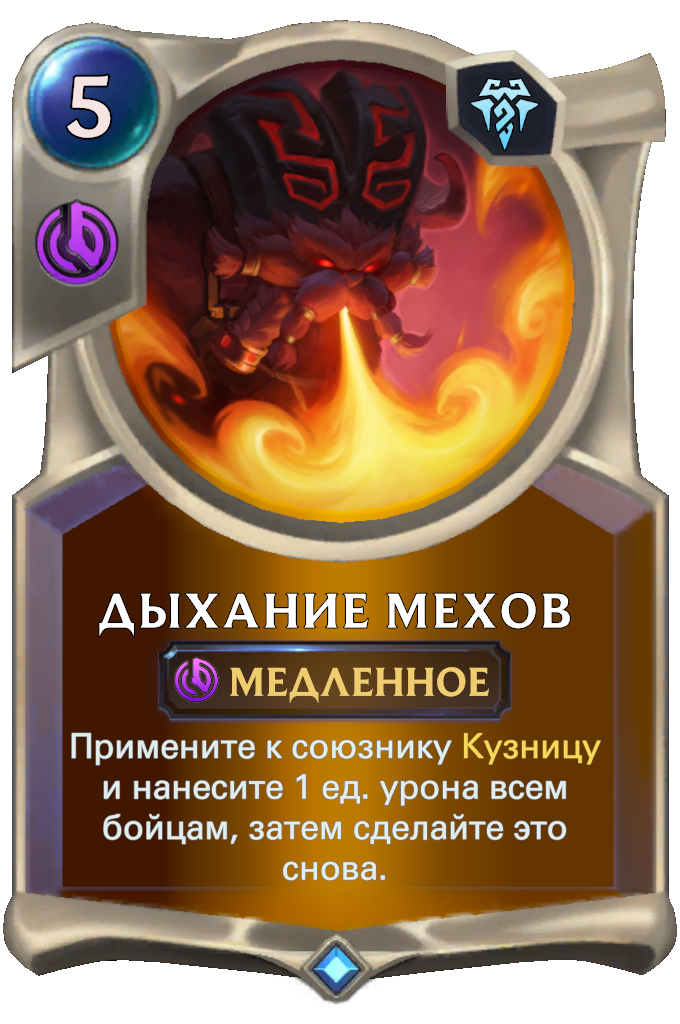 5
ДЫХАНИЕ МЕХОВ
МЕДЛЕННОЕ
Примените к союзнику Кузницу
и нанесите 1 ед. урона всем
бойцам, затем сделайте это
снова.